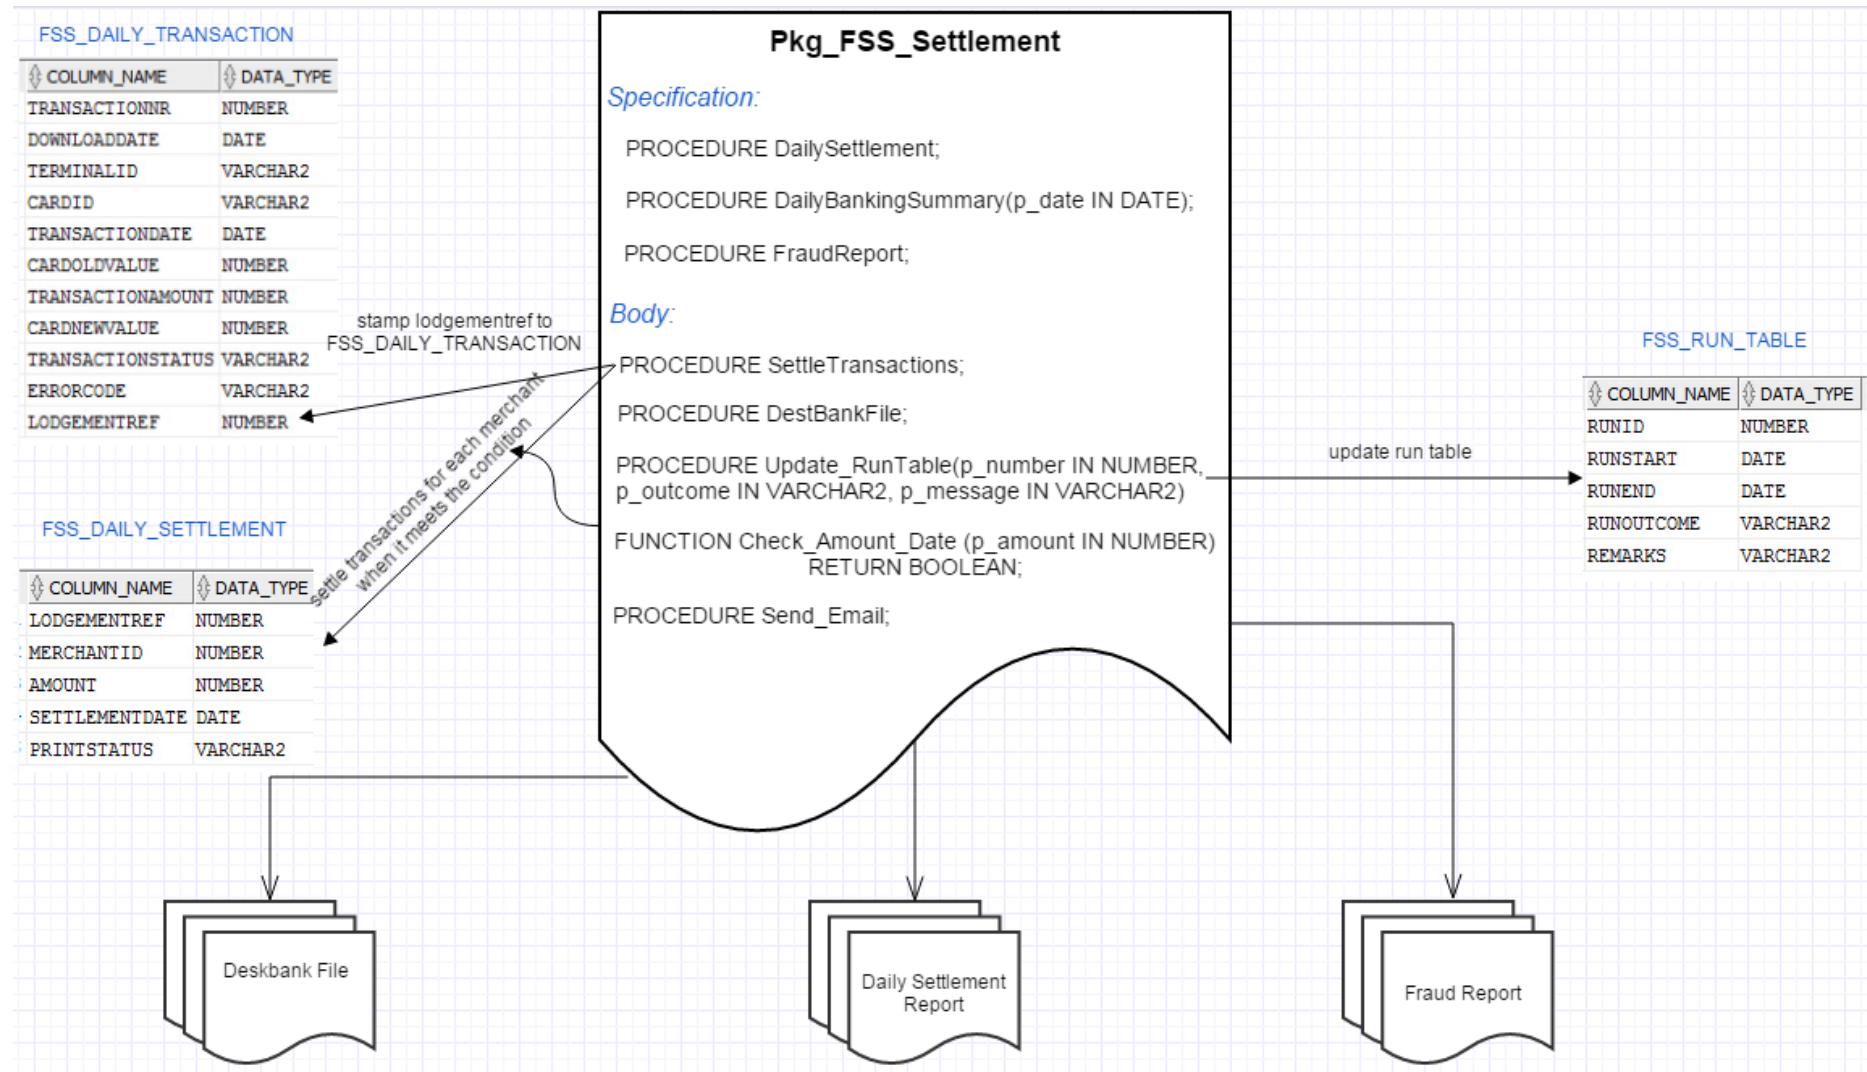 FSS_DAILY_TRANSACTION
COLUMN_NAME DATA_TYPE
TRANSACTIONNR NUMBER
DOWNLOADDATE DATE
TERMINALID VARCHAR2
CARDID VARCHAR2
TRANSACTIONDATE DATE
CARDOLDVALUE NUMBER
TRANSACTIONAMOUNT NUMBER
CARDNEWVALUE NUMBER
TRANSACTIONSTATUS VARCHAR2
ERRORCODE VARCHAR2
LODGEMENTREF NUMBER
stamp lodgementref to
FSS_DAILY_TRANSACTION
settle transactions for each merchant
when it meets the condition
FSS_DAILY_SETTLEMENT
COLUMN_NAME DATA_TYPE
LODGEMENTREF NUMBER
MERCHANTID NUMBER
AMOUNT NUMBER
SETTLEMENTDATE DATE
PRINTSTATUS VARCHAR2
Pkg_FSS_Settlement
Specification:
PROCEDURE DailySettlement;
PROCEDURE DailyBankingSummary(p_date IN DATE);
PROCEDURE FraudReport;
Body:
PROCEDURE SettleTransactions;
PROCEDURE DestBankFile;
PROCEDURE Update_RunTable(p_number IN NUMBER,
p_outcome IN VARCHAR2, p_message IN VARCHAR2)
FUNCTION Check_Amount_Date (p_amount IN NUMBER)
RETURN BOOLEAN;
PROCEDURE Send_Email;
update run table
FSS_RUN_TABLE
COLUMN_NAME DATA_TYPE
RUNID NUMBER
RUNSTART DATE
RUNEND DATE
RUNOUTCOME VARCHAR2
REMARKS VARCHAR2
Deskbank File
Daily Settlement
Report
Fraud Report